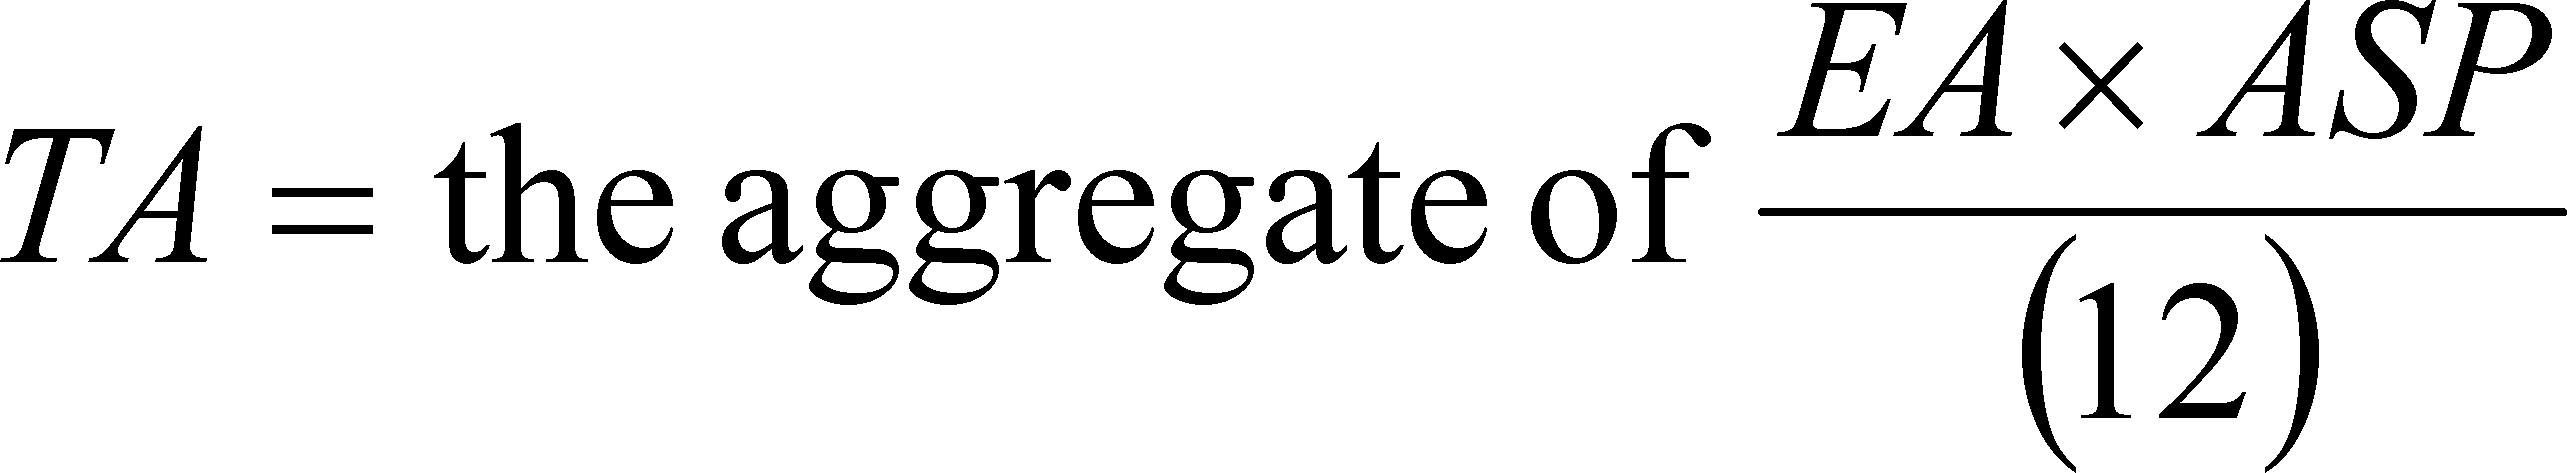 TA = the aggregate of EA × ASP
(12)